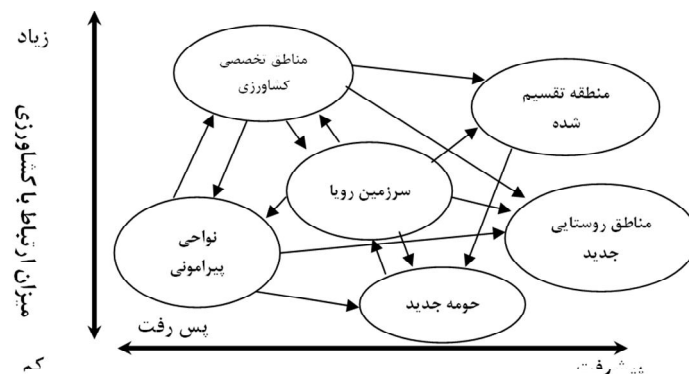 زیاد
مناطق تخصصی
کساورزی
منطقه تقسیم
شده
میزان ارتباط با کشاورزی
سرزمین رویا
مناطق روستایی
جدید
نواحی
پیرامونی
حومه جدید
پس رفت